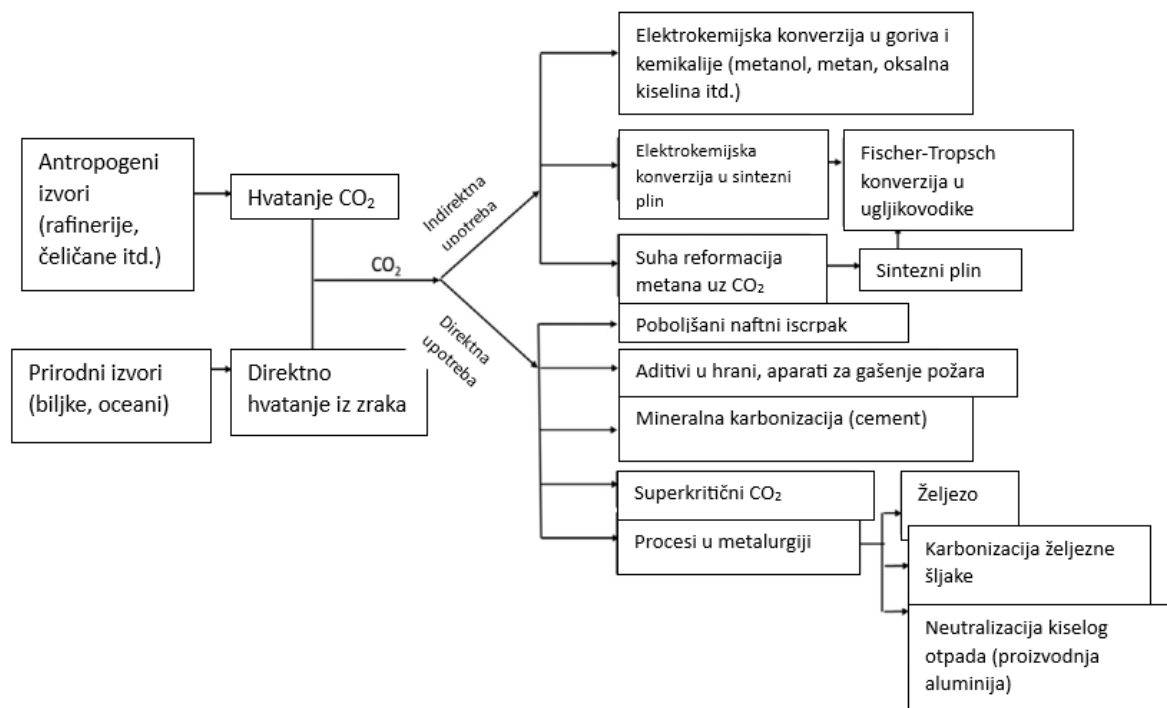 Antropogeni
izvori
(rafinerije,
čeličane itd.)
Hvatanje CO₂
Prirodni izvori
(biljke, oceani)
Direktno
hvatanje iz zraka
CO₂
Indirektna
upotreba
Direktna
upotreba
Elektrokemijska konverzija u goriva i
kemikalije (metanol, metan, oksalna
kiselina itd.)
Elektrokemijska
konverzija u sintezni
plin
Fischer-Tropsch
konverzija u
ugljikovodike
Suha reformacija
metana uz CO₂
Sintezni plin
Poboljšani naftni iscrpak
Aditivi u hrani, aparati za gašenje požara
Mineralna karbonizacija (cement)
Superkritični CO₂
Procesi u metalurgiji
Željezo
Karbonizacija željezne
šljake
Neutralizacija kiselog
otpada (proizvodnja
aluminija)